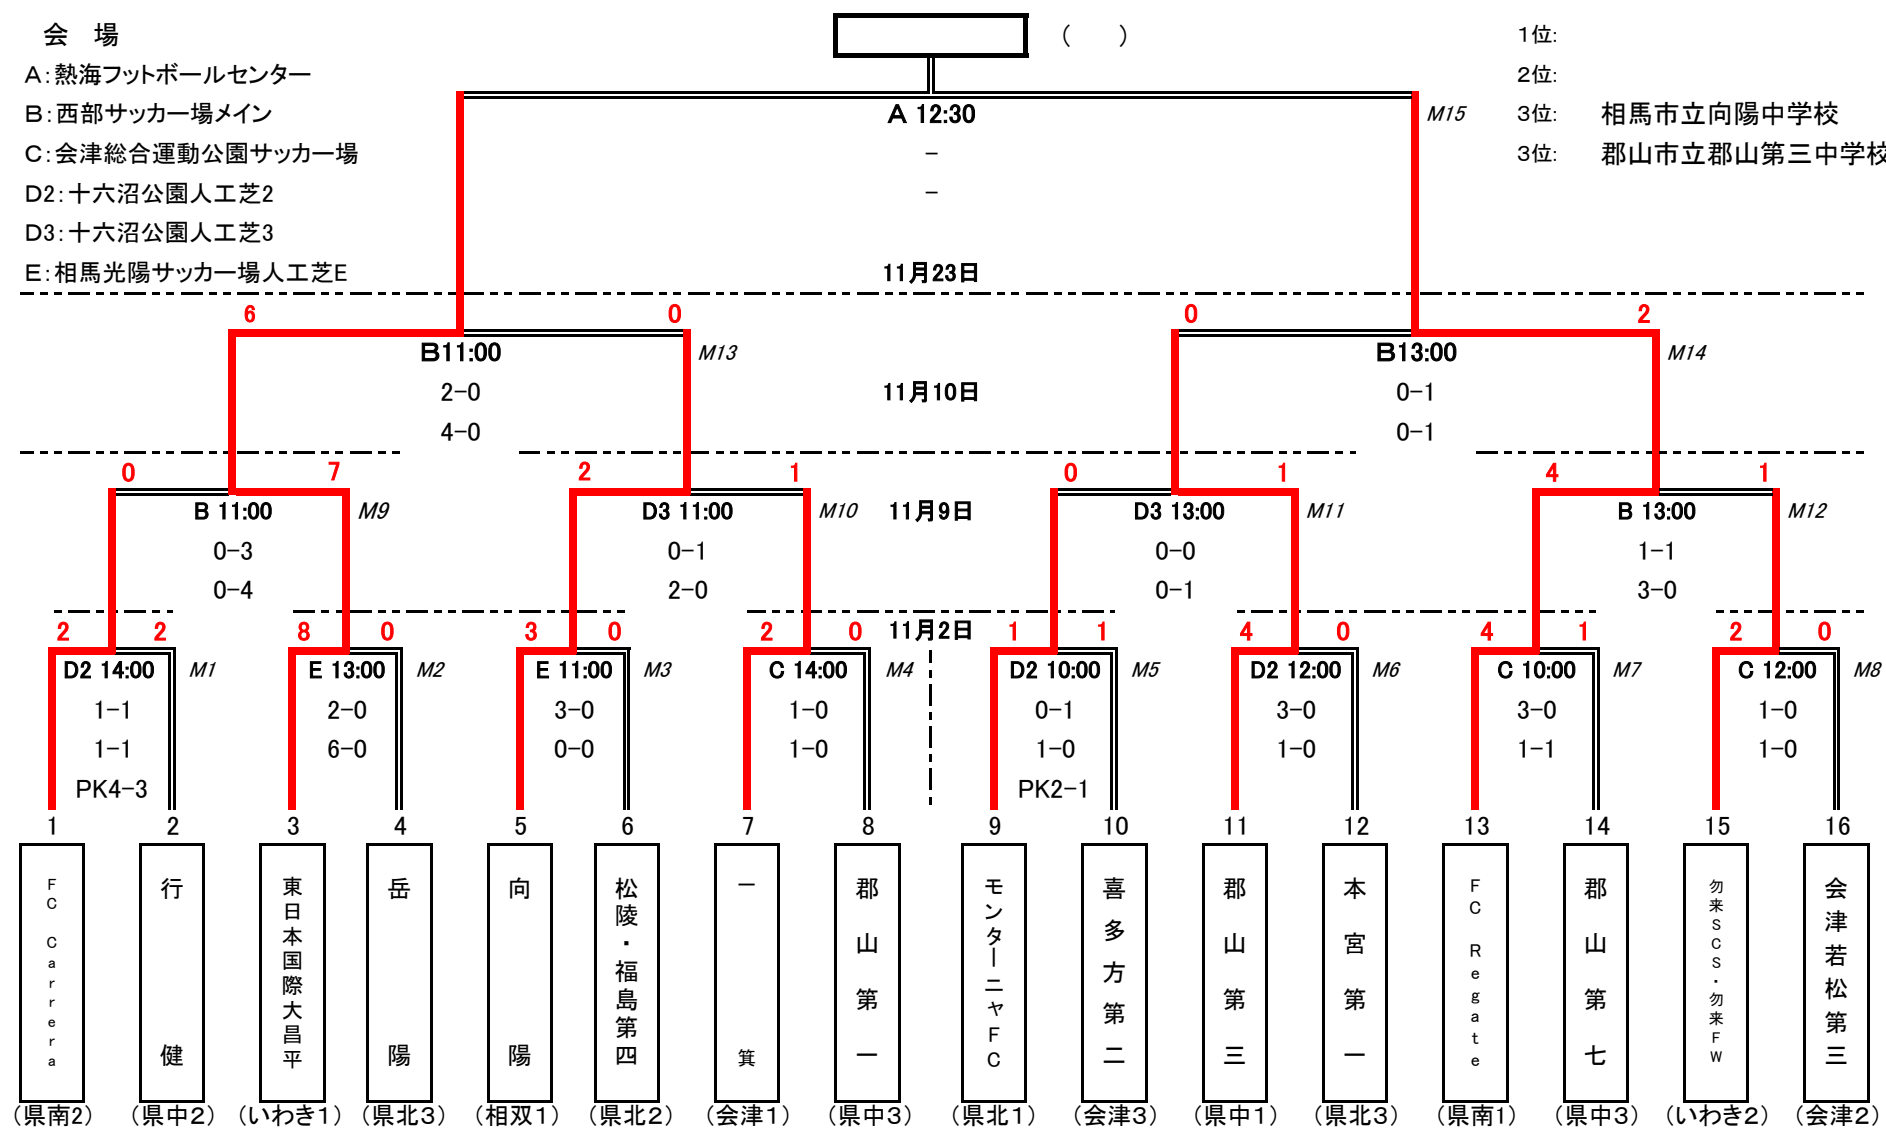 会　場
（　　）
1位:
A:熱海フットボールセンター
2位:
B:西部サッカー場メイン
A 12:30
M15
3位: 相馬市立向陽中学校
C:会津総合運動公園サッカー場
−
3位: 郡山市立郡山第三中学校
D2:十六沼公園人工芝2
−
D3:十六沼公園人工芝3
E:相馬光陽サッカー場人工芝E
11月23日
6 0 0 2
B11:00 M13 B13:00 M14
2−0 11月10日 0−1
4−0 0−1
0 7 2 1 0 1 4 1
B 11:00 M9 D3 11:00 M10 11月9日 D3 13:00 M11 B 13:00 M12
0−3 0−1 0−0 1−1
0−4 2−0 0−1 3−0
2 2 8 0 3 0 2 0 11月2日 1 1 4 0 4 1 2 0
D2 14:00 M1 E 13:00 M2 E 11:00 M3 C 14:00 M4 D2 10:00 M5 D2 12:00 M6 C 10:00 M7 C 12:00 M8
1−1 2−0 3−0 1−0 0−1 3−0 3−0 1−0
1−1 6−0 0−0 1−0 1−0 1−0 1−1 1−0
PK4−3 PK2−1
1 2 3 4 5 6 7 8 9 10 11 12 13 14 15 16
FC Carrera
行健
東日本国際大昌平
岳陽
向陽
松陵・福島第四
一箕
郡山第一
モンターニャFC
喜多方第二
郡山第三
本宮第一
FC Regate
郡山第七
勿来SCS・勿来FW
会津若松第三
（県南2） （県中2） （いわき1） （県北3） （相双1） （県北2） （会津1） （県中3） （県北1） （会津3） （県中1） （県北3） （県南1） （県中3） （いわき2） （会津2）